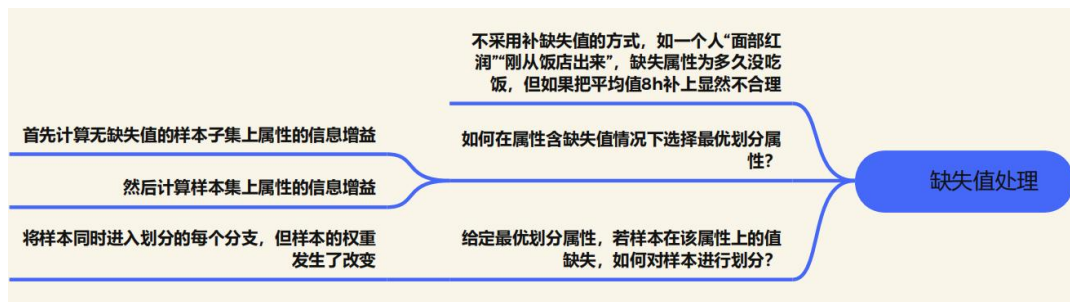 不采用补缺失值的方式，如一个人“面部红
润”“刚从饭店出来”，缺失属性为多久没吃
饭，但如果把平均值8h补上显然不合理
首先计算无缺失值的样本子集上属性的信息增益
如何在属性含缺失值情况下选择最优划分属
性？
然后计算样本集上属性的信息增益
缺失值处理
将样本同时进入划分的每个分支，但样本的权重
发生了改变
给定最优划分属性，若样本在该属性上的值
缺失，如何对样本进行划分？